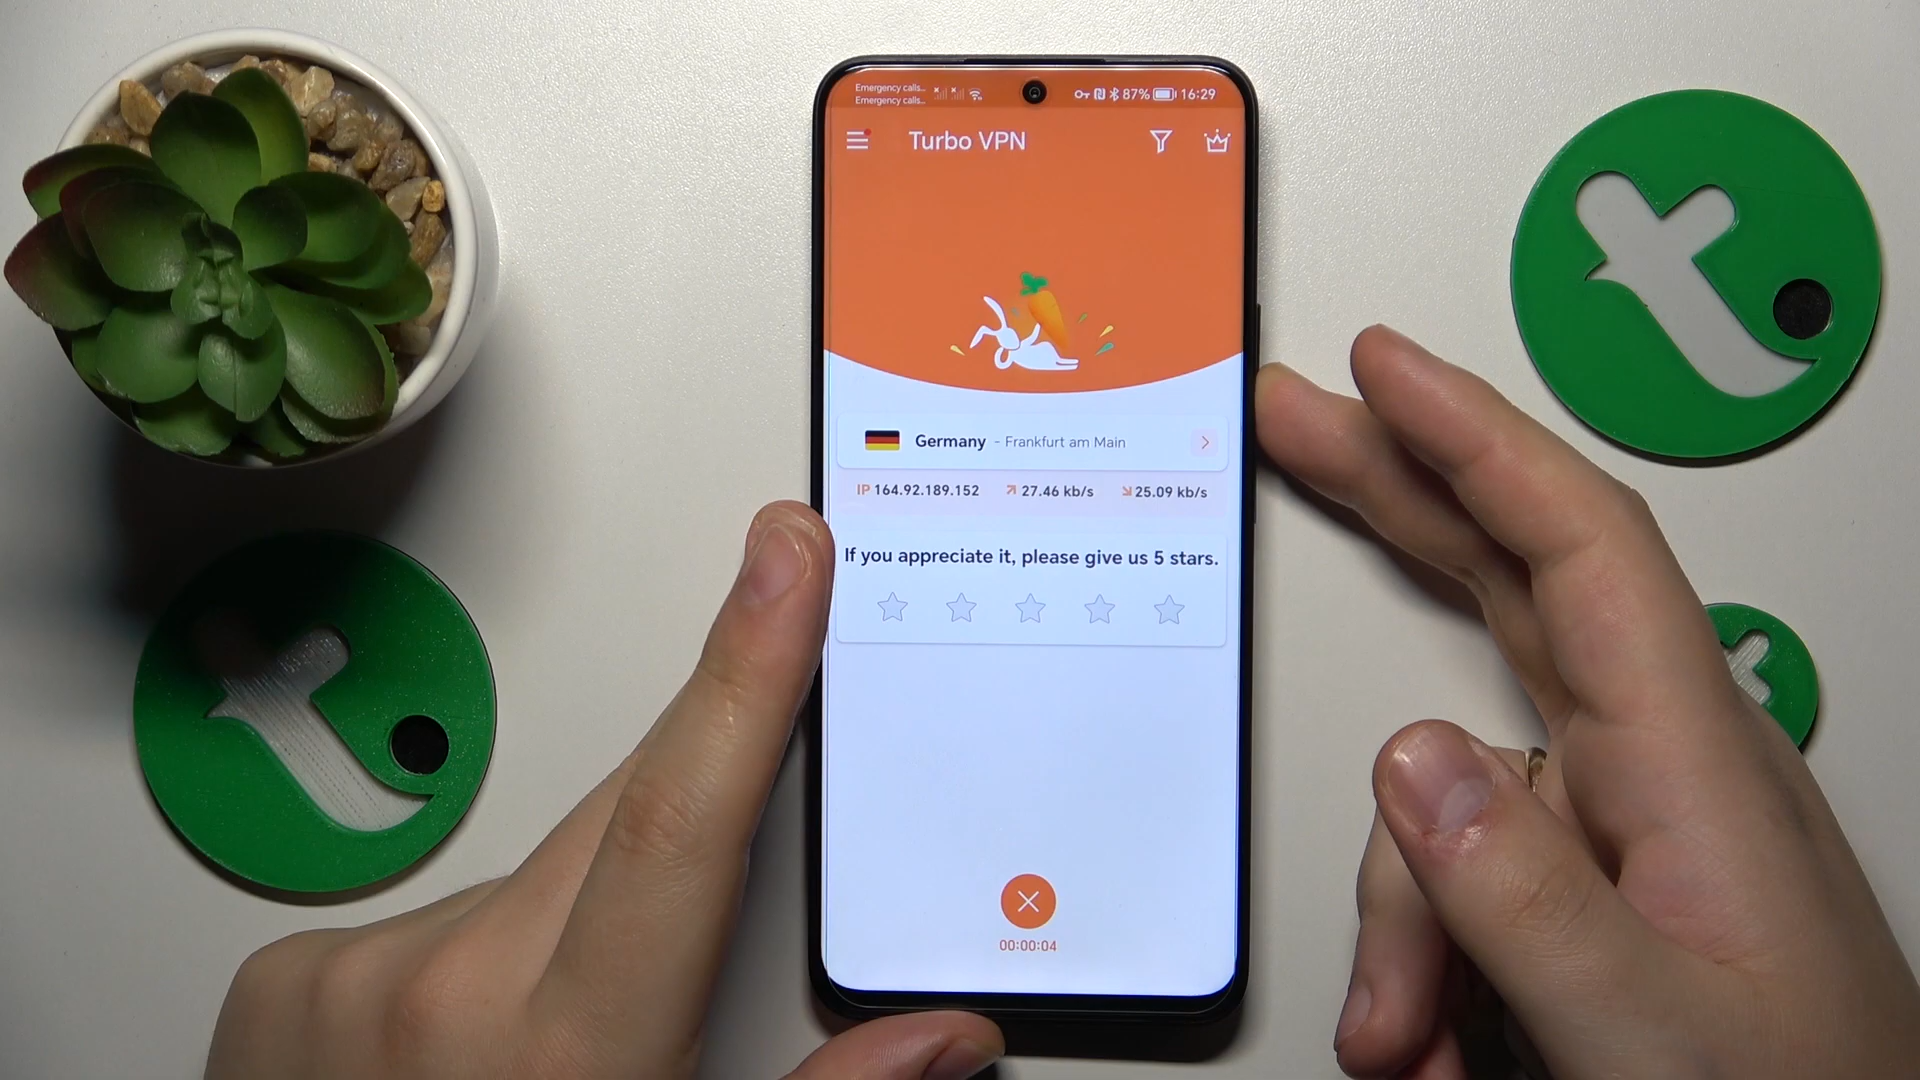 Emergency calls..
Emergency calls..
87% 16:29
Turbo VPN
Germany - Frankfurt am Main
IP 164.92.189.152 27.46 kb/s 25.09 kb/s
If you appreciate it, please give us 5 stars.
00:00:04